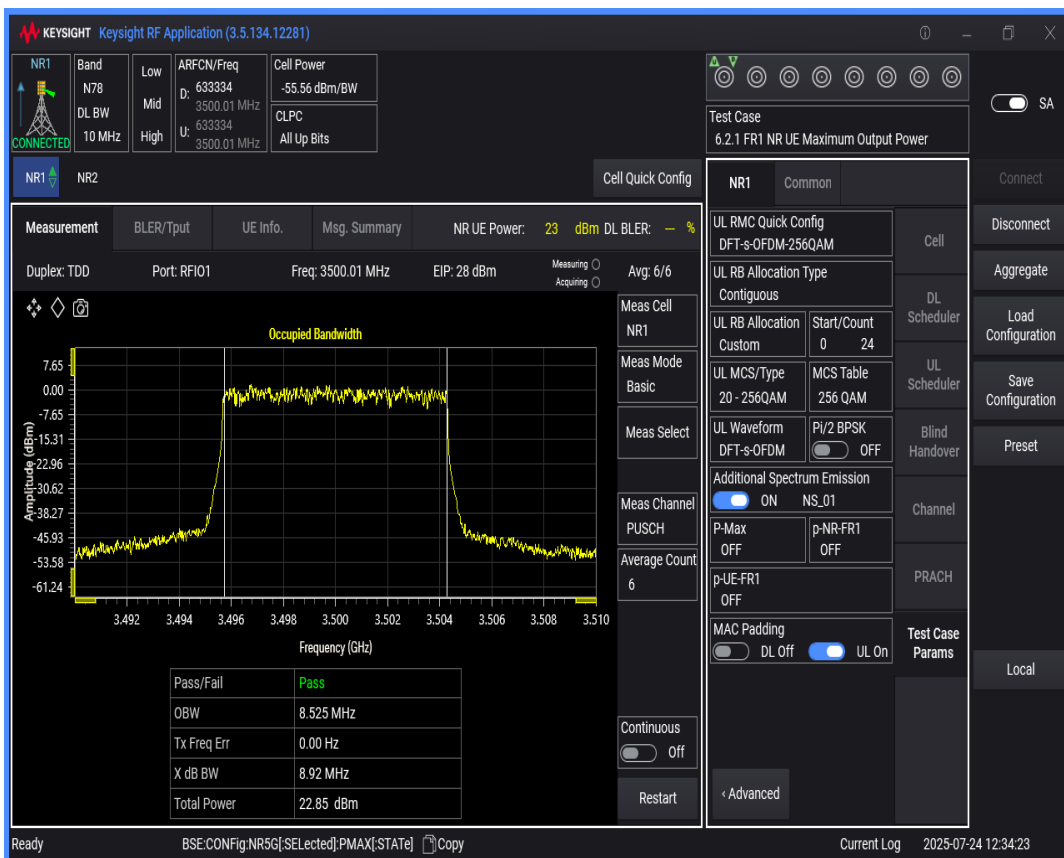 KEYSIGHT Keysight RF Application (3.5.134.12281)
NR1
CONNECTED
Band
N78
DL BW
10 MHz
Low
Mid
High
ARFCN/Freq
D: 633334
3500.01 MHz
U: 633334
3500.01 MHz
Cell Power
-55.56 dBm/BW
CLPC
All Up Bits
Test Case
6.2.1 FR1 NR UE Maximum Output Power
SA
NR1
NR2
Cell Quick Config
Measurement
BLER/Tput
UE Info.
Msg. Summary
NR UE Power: 23 dBm DL BLER: — %
Duplex: TDD
Port: RFIO1
Freq: 3500.01 MHz
EIP: 28 dBm
Measuring
Acquiring
Avg: 6/6
Occupied Bandwidth
Amplitude (dBm)
7.65
0.00
-7.65
-15.31
-22.96
-30.62
-38.27
-45.93
-53.58
-61.24
3.492 3.494 3.496 3.498 3.500 3.502 3.504 3.506 3.508 3.510
Frequency (GHz)
Pass/Fail Pass
OBW 8.525 MHz
Tx Freq Err 0.00 Hz
X dB BW 8.92 MHz
Total Power 22.85 dBm
Meas Cell
NR1
Meas Mode
Basic
Meas Select
Meas Channel
PUSCH
Average Count
6
Continuous
Off
Restart
NR1
Common
UL RMC Quick Config
DFT-s-OFDM-256QAM
UL RB Allocation Type
Contiguous
UL RB Allocation
Custom
Start/Count
0 24
UL MCS/Type
20 - 256QAM
MCS Table
256 QAM
UL Waveform
DFT-s-OFDM
Pi/2 BPSK
OFF
Additional Spectrum Emission
ON NS_01
P-Max
OFF
p-NR-FR1
OFF
p-UE-FR1
OFF
MAC Padding
DL Off UL On
‹ Advanced
Cell
DL
Scheduler
UL
Scheduler
Blind
Handover
Channel
PRACH
Test Case
Params
Connect
Disconnect
Aggregate
Load
Configuration
Save
Configuration
Preset
Local
Ready
BSE:CONFig:NR5G[:SELected]:PMAX[:STATe]
Copy
Current Log
2025-07-24 12:34:23